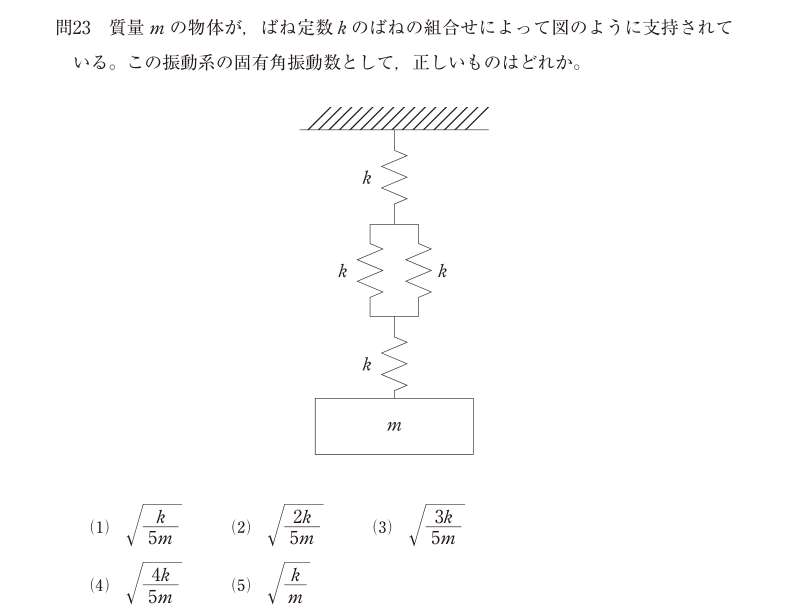 問23 質量 m の物体が，ばね定数 k のばねの組合せによって図のように支持されて
いる。この振動系の固有角振動数として，正しいものはどれか。
k
k k
k
m
(1) √(k/5m) (2) √(2k/5m) (3) √(3k/5m)
(4) √(4k/5m) (5) √(k/m)